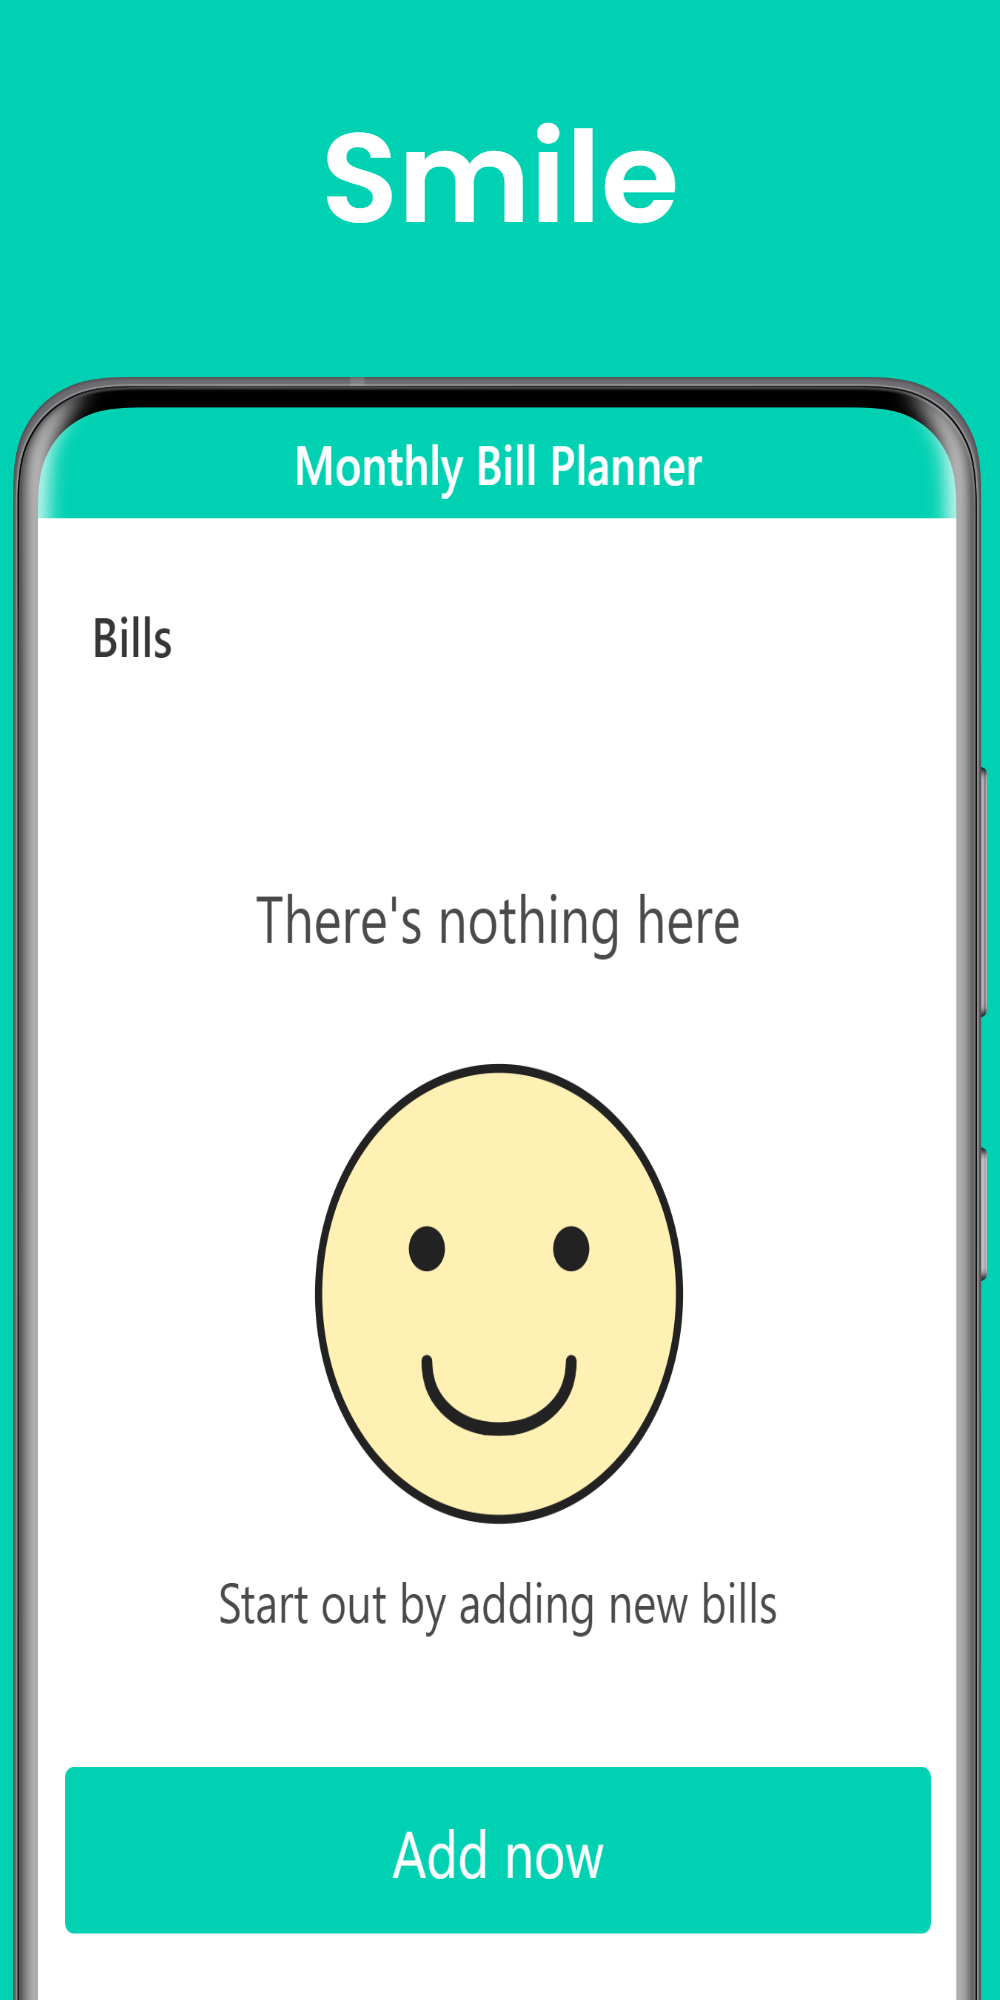 Smile
Monthly Bill Planner
Bills
There's nothing here
Start out by adding new bills
Add now